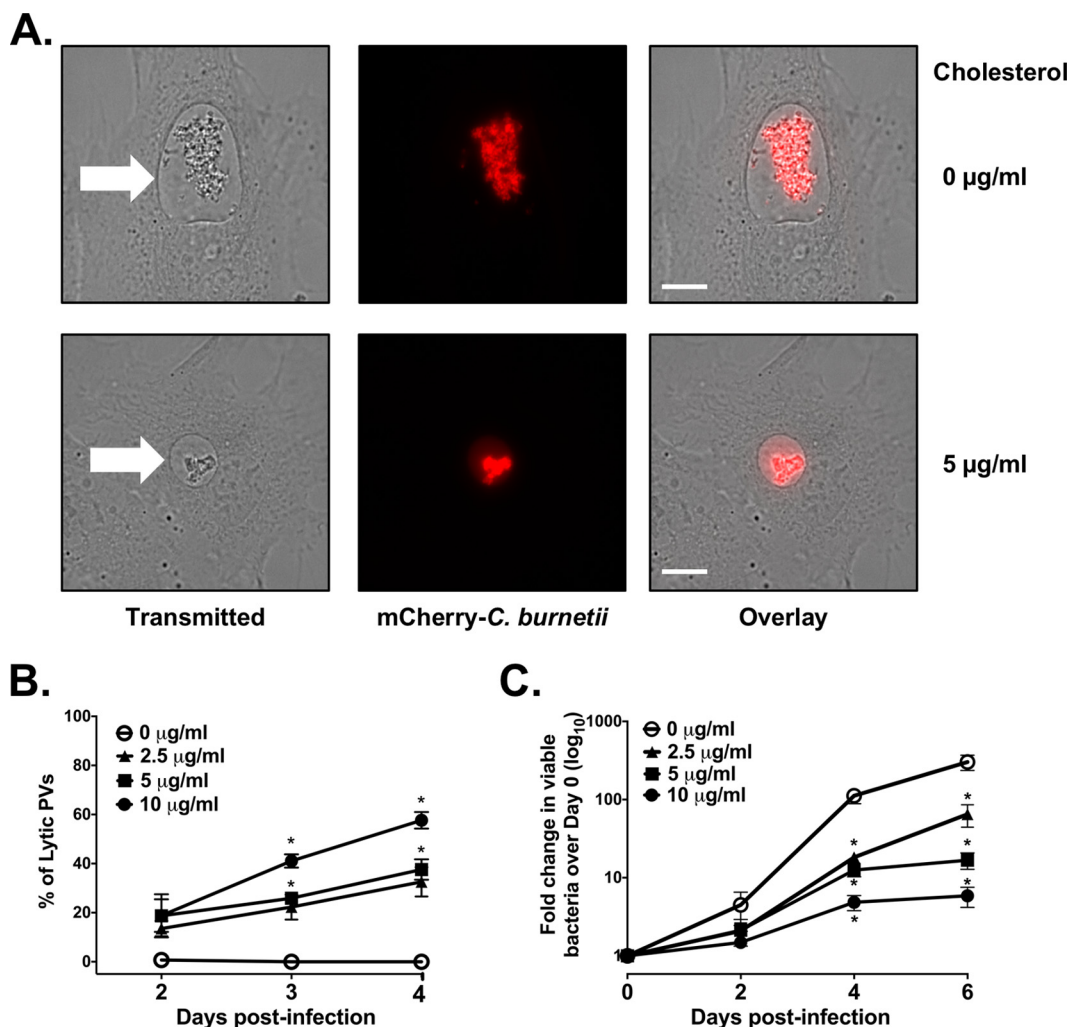 A.
Cholesterol
0 µg/ml
5 µg/ml
Transmitted
mCherry-C. burnetii
Overlay
B.
% of Lytic PVs
100
80
60
40
20
0
0 µg/ml
2.5 µg/ml
5 µg/ml
10 µg/ml
*
*
*
*
2
3
4
Days post-infection
C.
Fold change in viable
bacteria over Day 0 (log10)
1000
100
10
1
0 µg/ml
2.5 µg/ml
5 µg/ml
10 µg/ml
*
*
*
*
*
*
0
2
4
6
Days post-infection